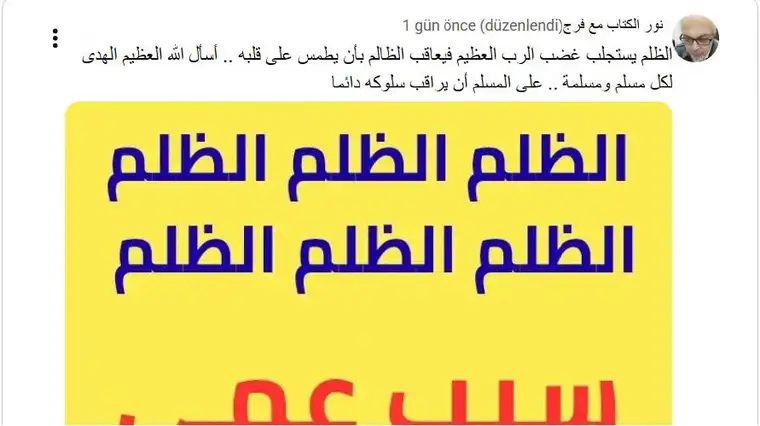 نور الكتاب مع فرج 1 gün önce (düzenlendi)
الظلم يستجلب غضب الرب العظيم فيعاقب الظالم بأن يطمس على قلبه .. أسأل الله العظيم الهدى
لكل مسلم ومسلمة .. على المسلم أن يراقب سلوكه دائما
الظلم الظلم الظلم
الظلم الظلم الظلم